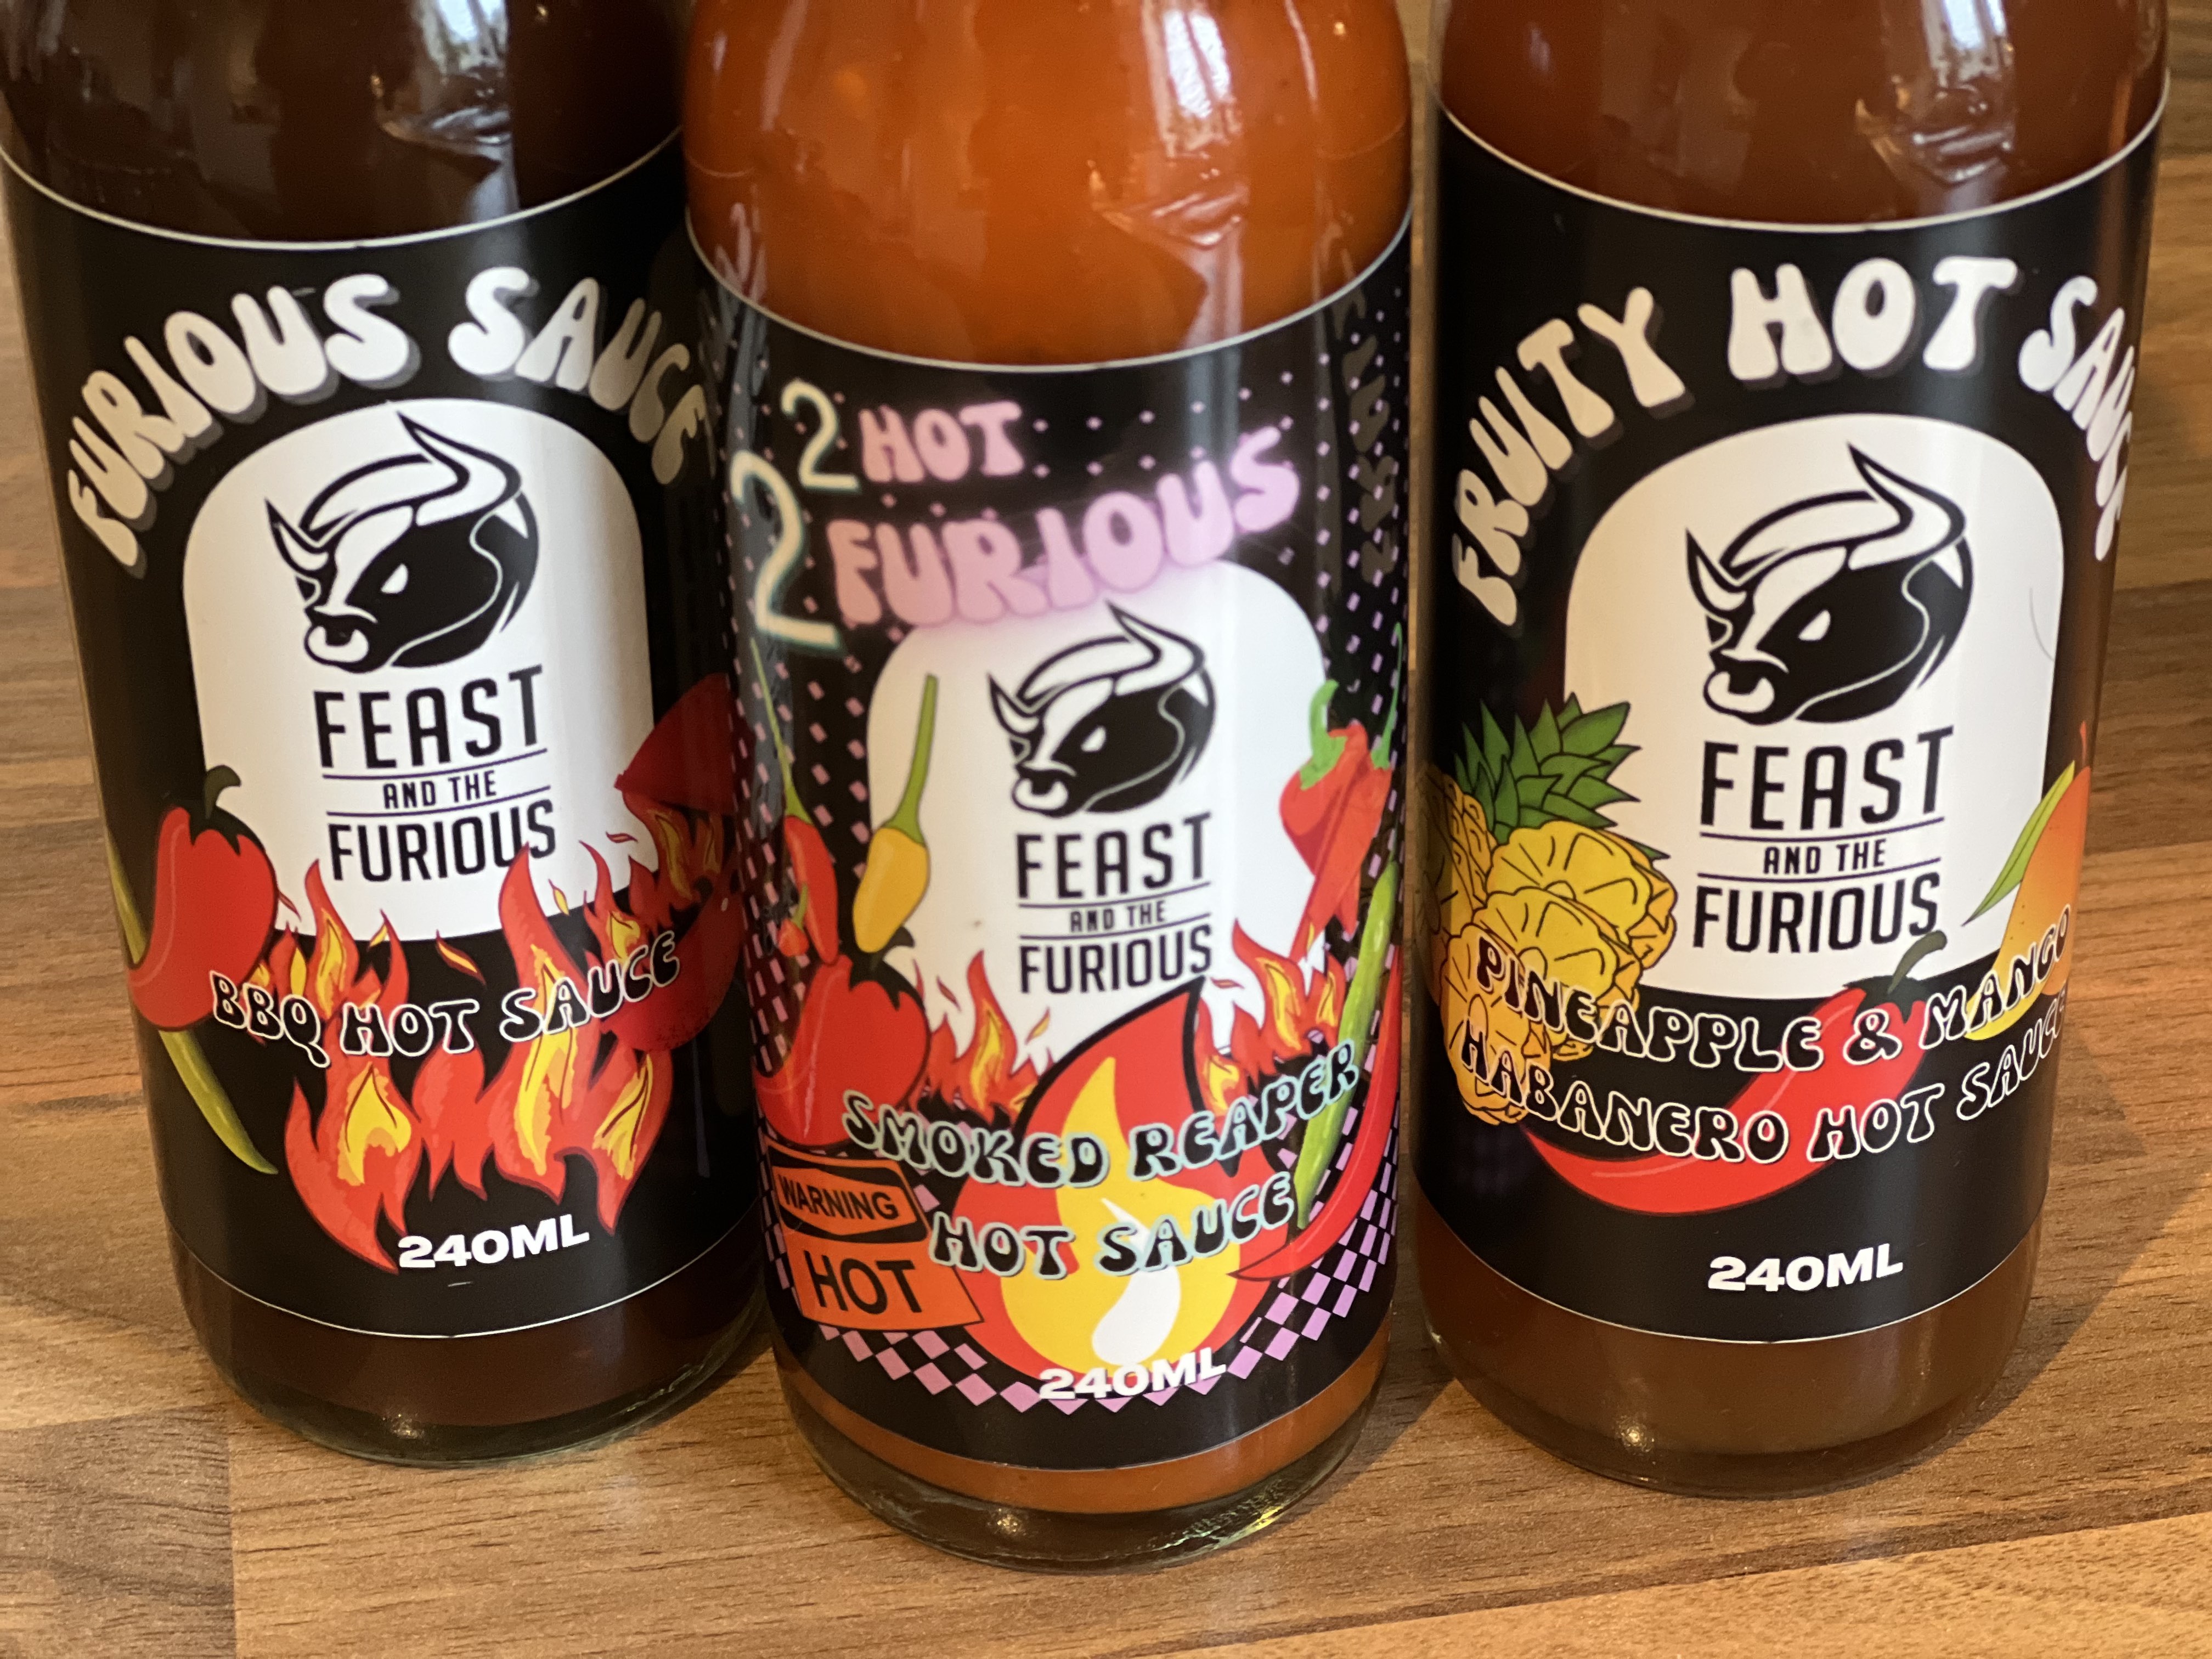 FURIOUS SAUCE
FEAST
AND THE
FURIOUS
BBQ HOT SAUCE
240ML
2 HOT
2 FURIOUS
FEAST
AND THE
FURIOUS
SMOKED REAPER
HOT SAUCE
WARNING
HOT
240ML
FRUITY HOT SAUCE
FEAST
AND THE
FURIOUS
PINEAPPLE & MANGO
HABANERO HOT SAUCE
240ML